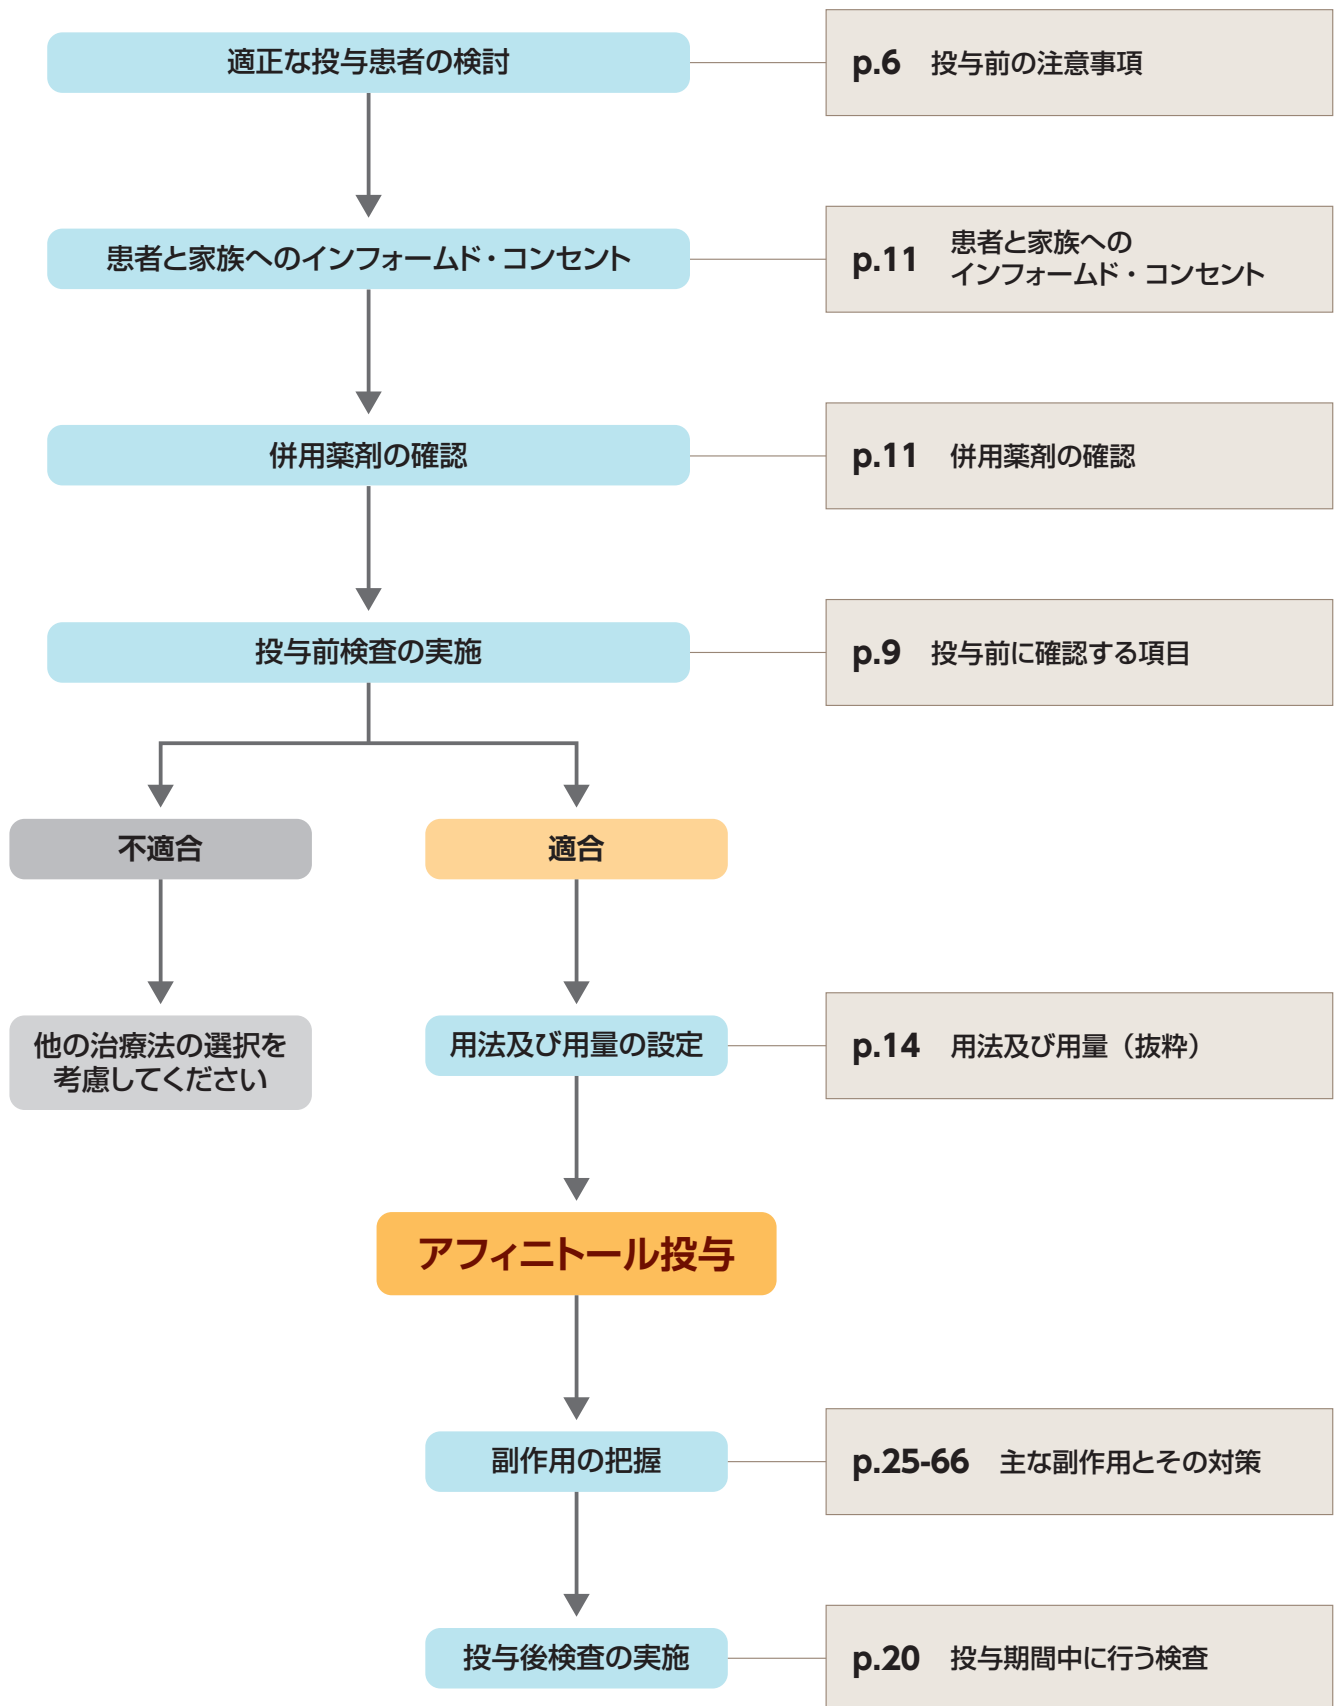 適正な投与患者の検討
p.6 投与前の注意事項
患者と家族へのインフォームド・コンセント
p.11 患者と家族への
インフォームド・コンセント
併用薬剤の確認
p.11 併用薬剤の確認
投与前検査の実施
p.9 投与前に確認する項目
不適合
適合
他の治療法の選択を
考慮してください
用法及び用量の設定
p.14 用法及び用量（抜粋）
アフィニトール投与
副作用の把握
p.25-66 主な副作用とその対策
投与後検査の実施
p.20 投与期間中に行う検査